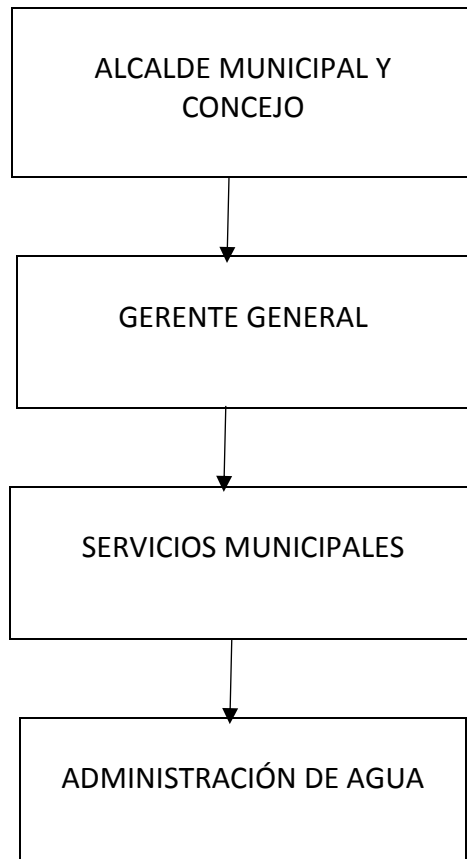 ALCALDE MUNICIPAL Y
CONCEJO
GERENTE GENERAL
SERVICIOS MUNICIPALES
ADMINISTRACIÓN DE AGUA